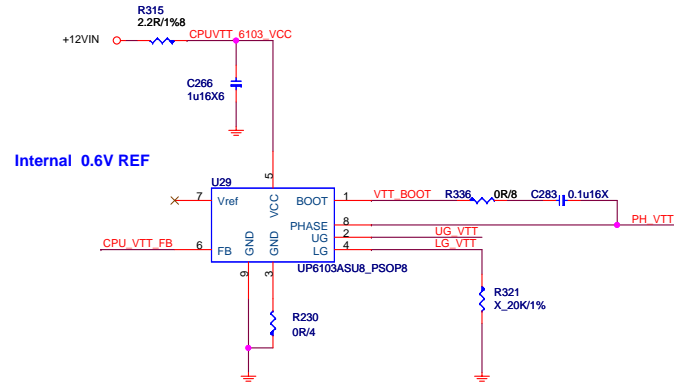 R315
2.2R/1%8
+12VIN
CPUVTT_6103_VCC
C266
1u16X6
Internal 0.6V REF
U29
5
7
Vref
VCC
BOOT
1
VTT_BOOT
R336
0R/8
C283
0.1u16X
PHASE
8
PH_VTT
UG
2
UG_VTT
CPU_VTT_FB
6
FB
GND
GND
LG
4
LG_VTT
UP6103ASU8_PSOP8
9
3
R321
X_20K/1%
R230
0R/4